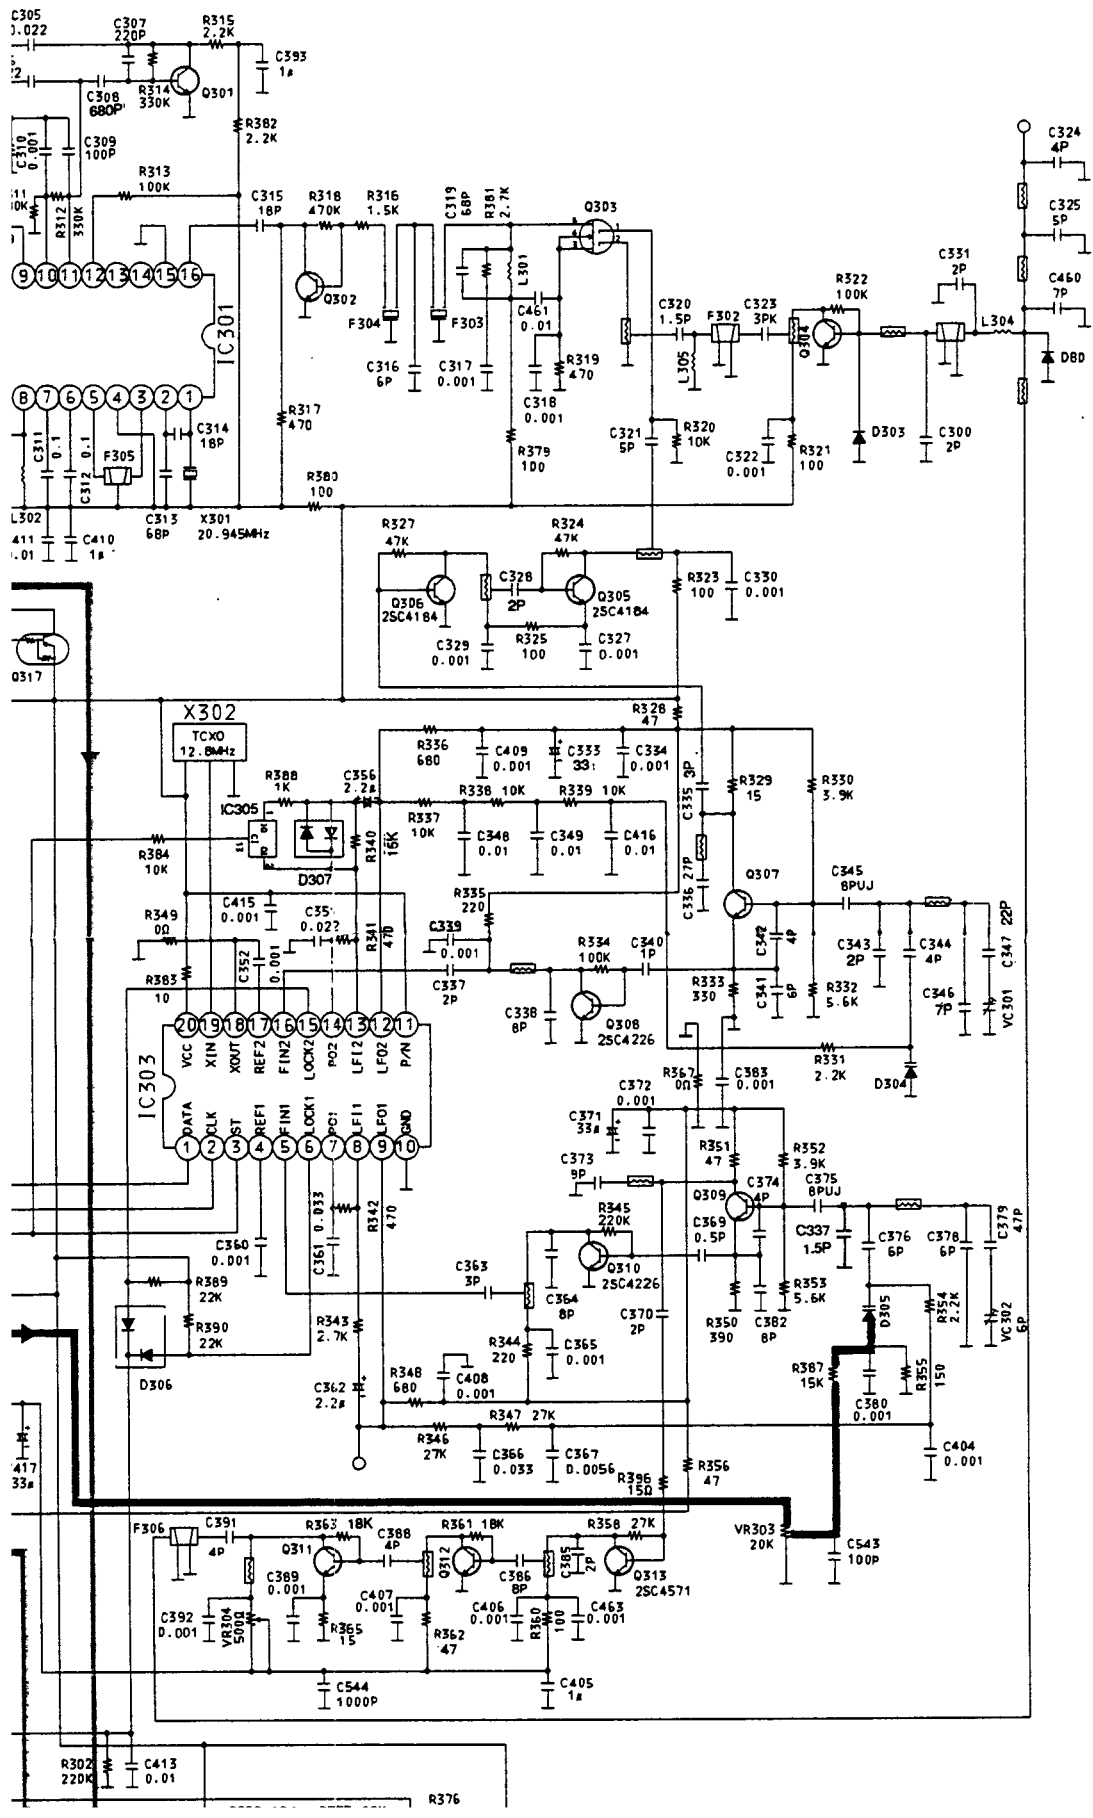 C305
C307
220P
R315
2.2K
0.022
C393
1µ
C308
680P
R314
330K
Q301
R382
2.2K
C310
0.001
C309
100P
R313
100K
R312
330K
C315
18P
R318
470K
R316
1.5K
C319
68P
R381
2.7K
Q303
5
4
3
1
2
C324
4P
C325
5P
C460
7P
C331
2P
L304
D80
9
10
11
12
13
14
15
16
Q302
L301
C461
0.01
IC301
F304
F303
C320
1.5P
F302
C323
3PK
R322
100K
Q304
L305
C316
6P
C317
0.001
C318
0.001
R319
470
8
7
6
5
4
3
2
1
C311
0.1
C312
0.1
F305
C314
18P
R317
470
R379
100
C321
5P
R320
10K
C322
0.001
R321
100
D303
C300
2P
R380
100
L302
C410
1µ
C313
68P
X301
20.945MHz
R327
47K
R324
47K
Q306
2SC4184
C328
2P
Q305
2SC4184
R323
100
C330
0.001
C329
0.001
R325
100
C327
0.001
Q317
X302
TCXO
12.8MHz
R328
47
R336
680
C409
0.001
C333
C334
0.001
C335
3P
R329
15
R330
3.9K
R388
1K
C356
2.2µ
IC305
R338 10K
R339 10K
R337
10K
R340
15K
C348
0.01
C349
0.01
C416
0.01
R384
10K
D307
C336
27P
Q307
C345
8PUJ
C415
0.001
R335
220
R349
0Ω
R341
470
C339
0.001
C352
0.001
R383
10
C337
2P
R334
100K
C340
1P
C342
4P
C343
2P
C344
4P
C347
22P
C338
8P
Q308
2SC4226
R333
330
C341
6P
R332
5.6K
C346
7P
VC301
20
19
18
17
16
15
14
13
12
11
IC303
VCC
XIN
XOUT
REF2
FIN2
LOCK2
PO2
LFI2
LFO2
P/N
DATA
CLK
ST
REF1
FIN1
LOCK1
PO1
LFI1
LFO1
GND
1
2
3
4
5
6
7
8
9
10
R331
2.2K
D304
R367
0Ω
C383
0.001
C372
0.001
C371
33µ
R351
47
R352
3.9K
C373
9P
Q309
C374
4P
C375
8PUJ
C379
47P
R345
220K
C369
0.5P
C337
1.5P
C376
6P
C378
6P
C360
0.001
C361
0.033
R342
470
C363
3P
Q310
2SC4226
C364
8P
R350
390
C382
8P
R353
5.6K
D305
R354
2.2K
VC302
6P
C370
2P
R389
22K
R390
22K
D306
R343
2.7K
R344
220
C365
0.001
R387
15K
R355
150
C380
0.001
C362
2.2µ
R348
680
C408
0.001
R347 27K
R346
27K
C366
0.033
C367
0.0056
R356
47
R396
15Ω
C404
0.001
33µ
F306
C391
4P
R363 18K
C388
4P
R361 18K
R358 27K
VR303
20K
C543
100P
Q311
Q312
C389
0.001
C386
8P
C385
2P
Q313
2SC4571
C407
0.001
C406
0.001
C463
0.001
C392
0.001
VR304
500Ω
R365
15
R362
47
R360
100
C544
1000P
C405
1µ
R302
220K
C413
0.01
R376